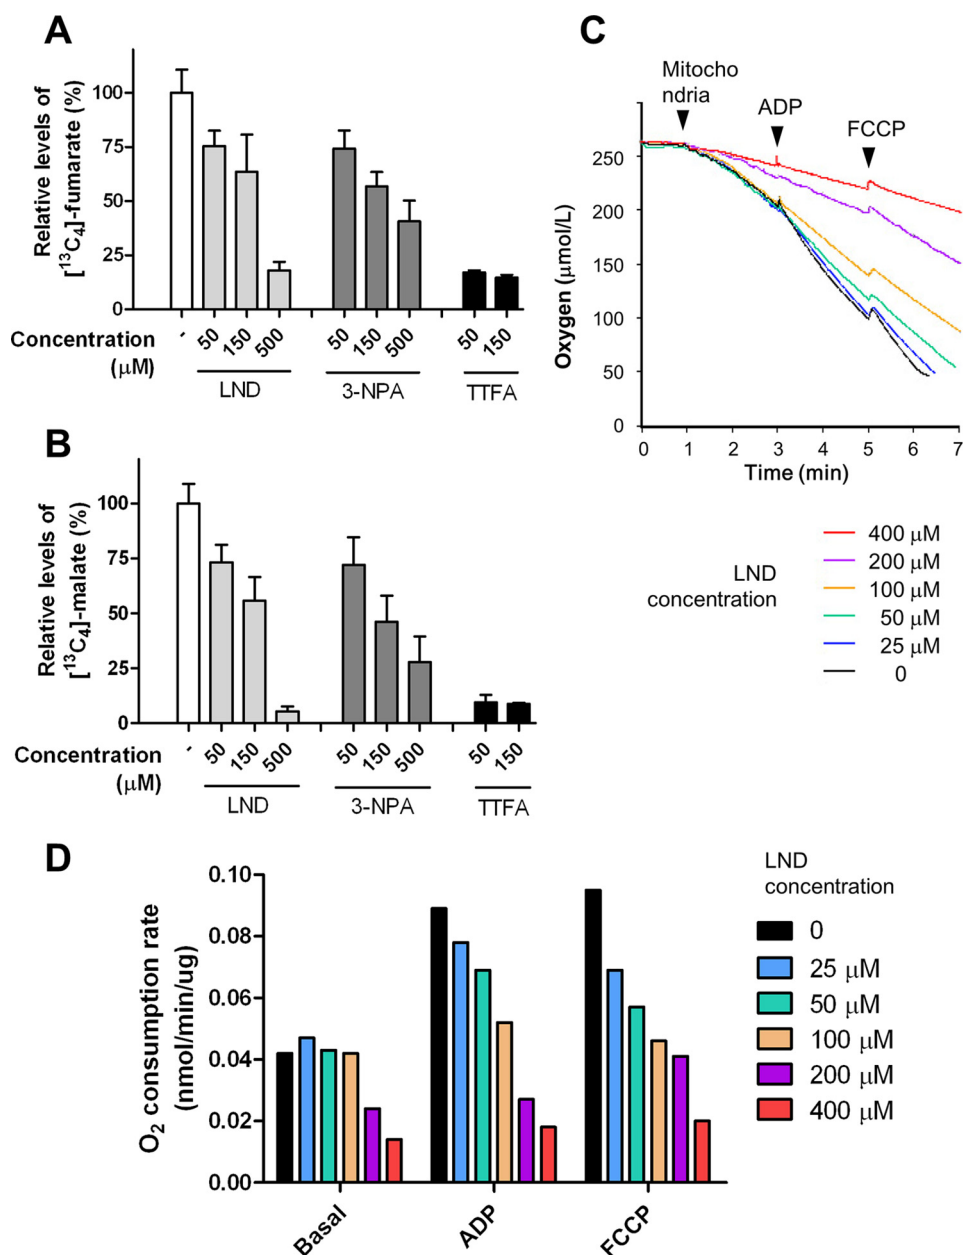 A
Relative levels of
[¹³C₄]-fumarate (%)
100
75
50
25
0
Concentration
(μM)
- 50 150 500 50 150 500 50 150
LND 3-NPA TTFA
B
Relative levels of
[¹³C₄]-malate (%)
100
75
50
25
0
Concentration
(μM)
- 50 150 500 50 150 500 50 150
LND 3-NPA TTFA
C
Mitocho
ndria
ADP
FCCP
Oxygen (μmol/L)
250
200
150
100
50
0
0 1 2 3 4 5 6 7
Time (min)
LND
concentration
400 μM
200 μM
100 μM
50 μM
25 μM
0
D
O₂ consumption rate
(nmol/min/ug)
0.10
0.08
0.06
0.04
0.02
0.00
Basal ADP FCCP
LND
concentration
0
25 μM
50 μM
100 μM
200 μM
400 μM